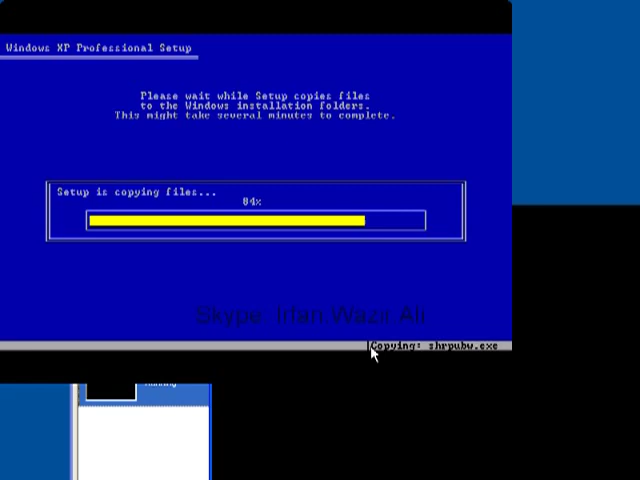 Windows XP Professional Setup
Please wait while Setup copies files
to the Windows installation folders.
This might take several minutes to complete.
Setup is copying files...
84%
Skype: Irfan.Wazir.Ali
Copying: shrpubw.exe
Running